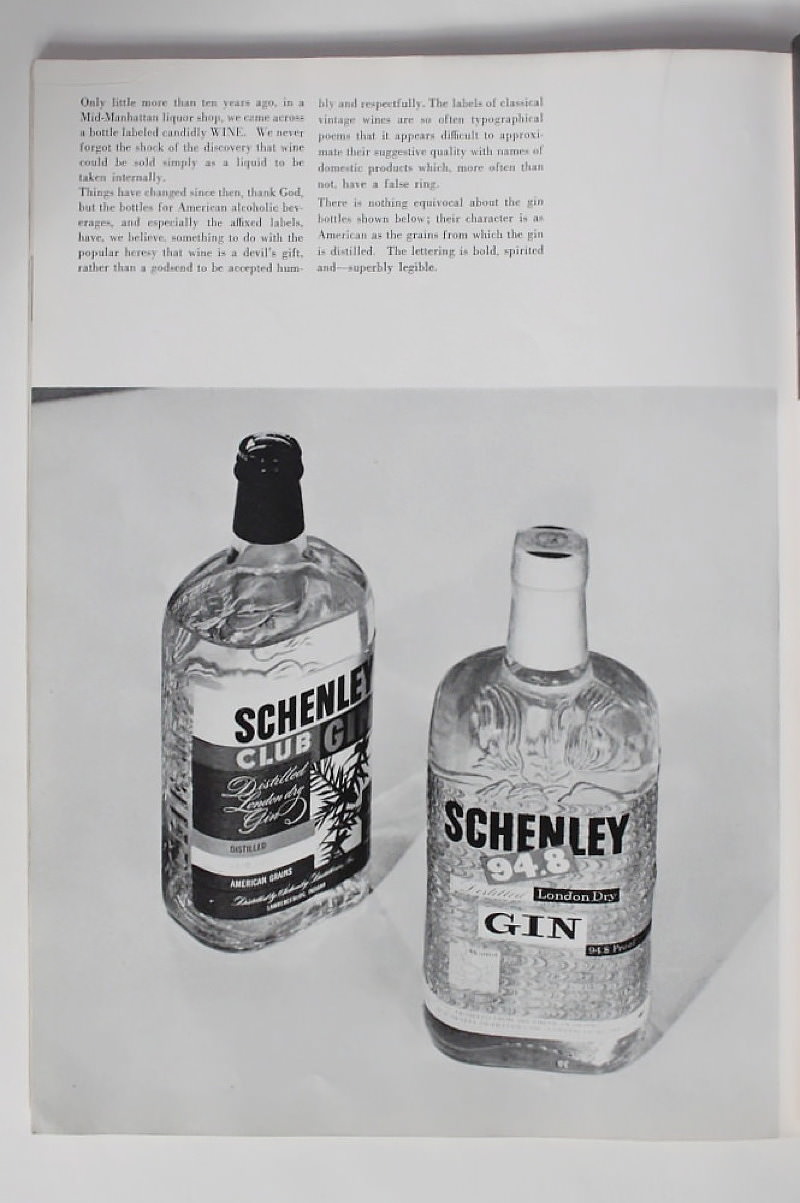 Only little more than ten years ago, in a
Mid-Manhattan liquor shop, we came across
a bottle labeled candidly WINE. We never
forgot the shock of the discovery that wine
could be sold simply as a liquid to be
taken internally.
Things have changed since then, thank God,
but the bottles for American alcoholic bev-
erages, and especially the affixed labels,
have, we believe, something to do with the
popular heresy that wine is a devil's gift,
rather than a godsend to be accepted hum-
bly and respectfully. The labels of classical
vintage wines are so often typographical
poems that it appears difficult to approxi-
mate their suggestive quality with names of
domestic products which, more often than
not, have a false ring.
There is nothing equivocal about the gin
bottles shown below; their character is as
American as the grains from which the gin
is distilled. The lettering is bold, spirited
and—superbly legible.
SCHENLEY
CLUB GIN
Distilled
London dry
Gin
DISTILLED
AMERICAN GRAINS
Distilled by Schenley
LAWRENCEBURG, INDIANA
SCHENLEY
94.8
Distilled London Dry
GIN
94.8 Proof